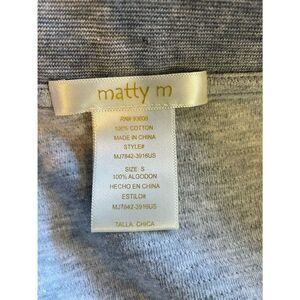 matty m
RN# 93608
100% COTTON
MADE IN CHINA
STYLE#
MJ7842-3916US
SIZE: S
100% ALGODON
HECHO EN CHINA
ESTILO#
MJ7842-3916US
TALLA: CHICA